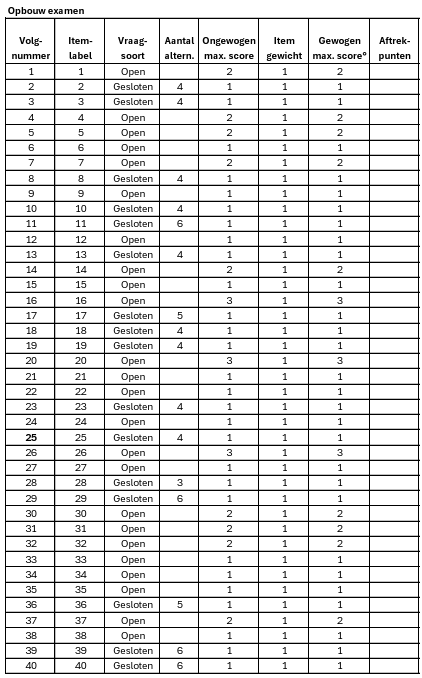 Opbouw examen
Volg- Item- Vraag- Aantal Ongewogen Item Gewogen Aftrek-
nummer label soort altern. max. score gewicht max. score° punten
1 1 Open 2 1 2
2 2 Gesloten 4 1 1 1
3 3 Gesloten 4 1 1 1
4 4 Open 2 1 2
5 5 Open 2 1 2
6 6 Open 1 1 1
7 7 Open 2 1 2
8 8 Gesloten 4 1 1 1
9 9 Open 1 1 1
10 10 Gesloten 4 1 1 1
11 11 Gesloten 6 1 1 1
12 12 Open 1 1 1
13 13 Gesloten 4 1 1 1
14 14 Open 2 1 2
15 15 Open 1 1 1
16 16 Open 3 1 3
17 17 Gesloten 5 1 1 1
18 18 Gesloten 4 1 1 1
19 19 Gesloten 4 1 1 1
20 20 Open 3 1 3
21 21 Open 1 1 1
22 22 Open 1 1 1
23 23 Gesloten 4 1 1 1
24 24 Open 1 1 1
25 25 Gesloten 4 1 1 1
26 26 Open 3 1 3
27 27 Open 1 1 1
28 28 Gesloten 3 1 1 1
29 29 Gesloten 6 1 1 1
30 30 Open 2 1 2
31 31 Open 2 1 2
32 32 Open 2 1 2
33 33 Open 1 1 1
34 34 Open 1 1 1
35 35 Open 1 1 1
36 36 Gesloten 5 1 1 1
37 37 Open 2 1 2
38 38 Open 1 1 1
39 39 Gesloten 6 1 1 1
40 40 Gesloten 6 1 1 1